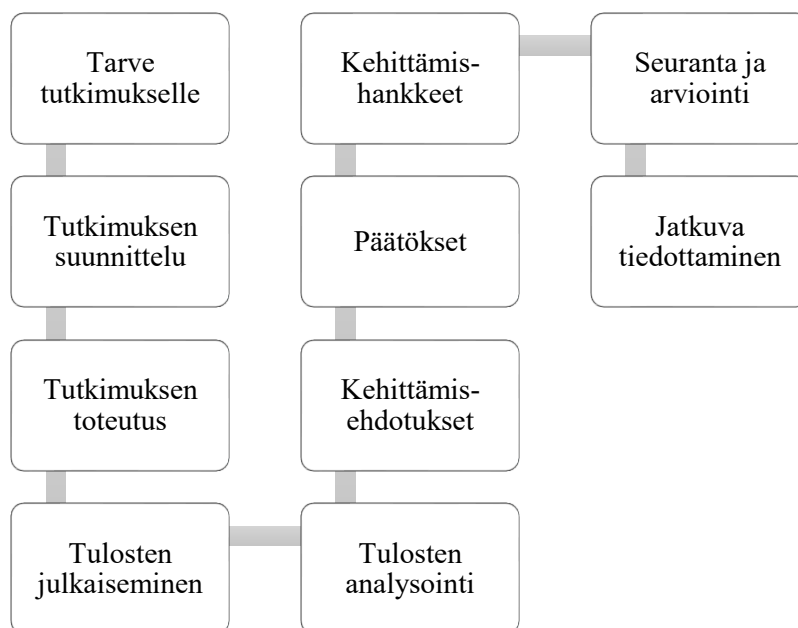 Tarve
tutkimukselle
Tutkimuksen
suunnittelu
Tutkimuksen
toteutus
Tulosten
julkaiseminen
Tulosten
analysointi
Kehittämis-
ehdotukset
Päätökset
Kehittämis-
hankkeet
Seuranta ja
arviointi
Jatkuva
tiedottaminen